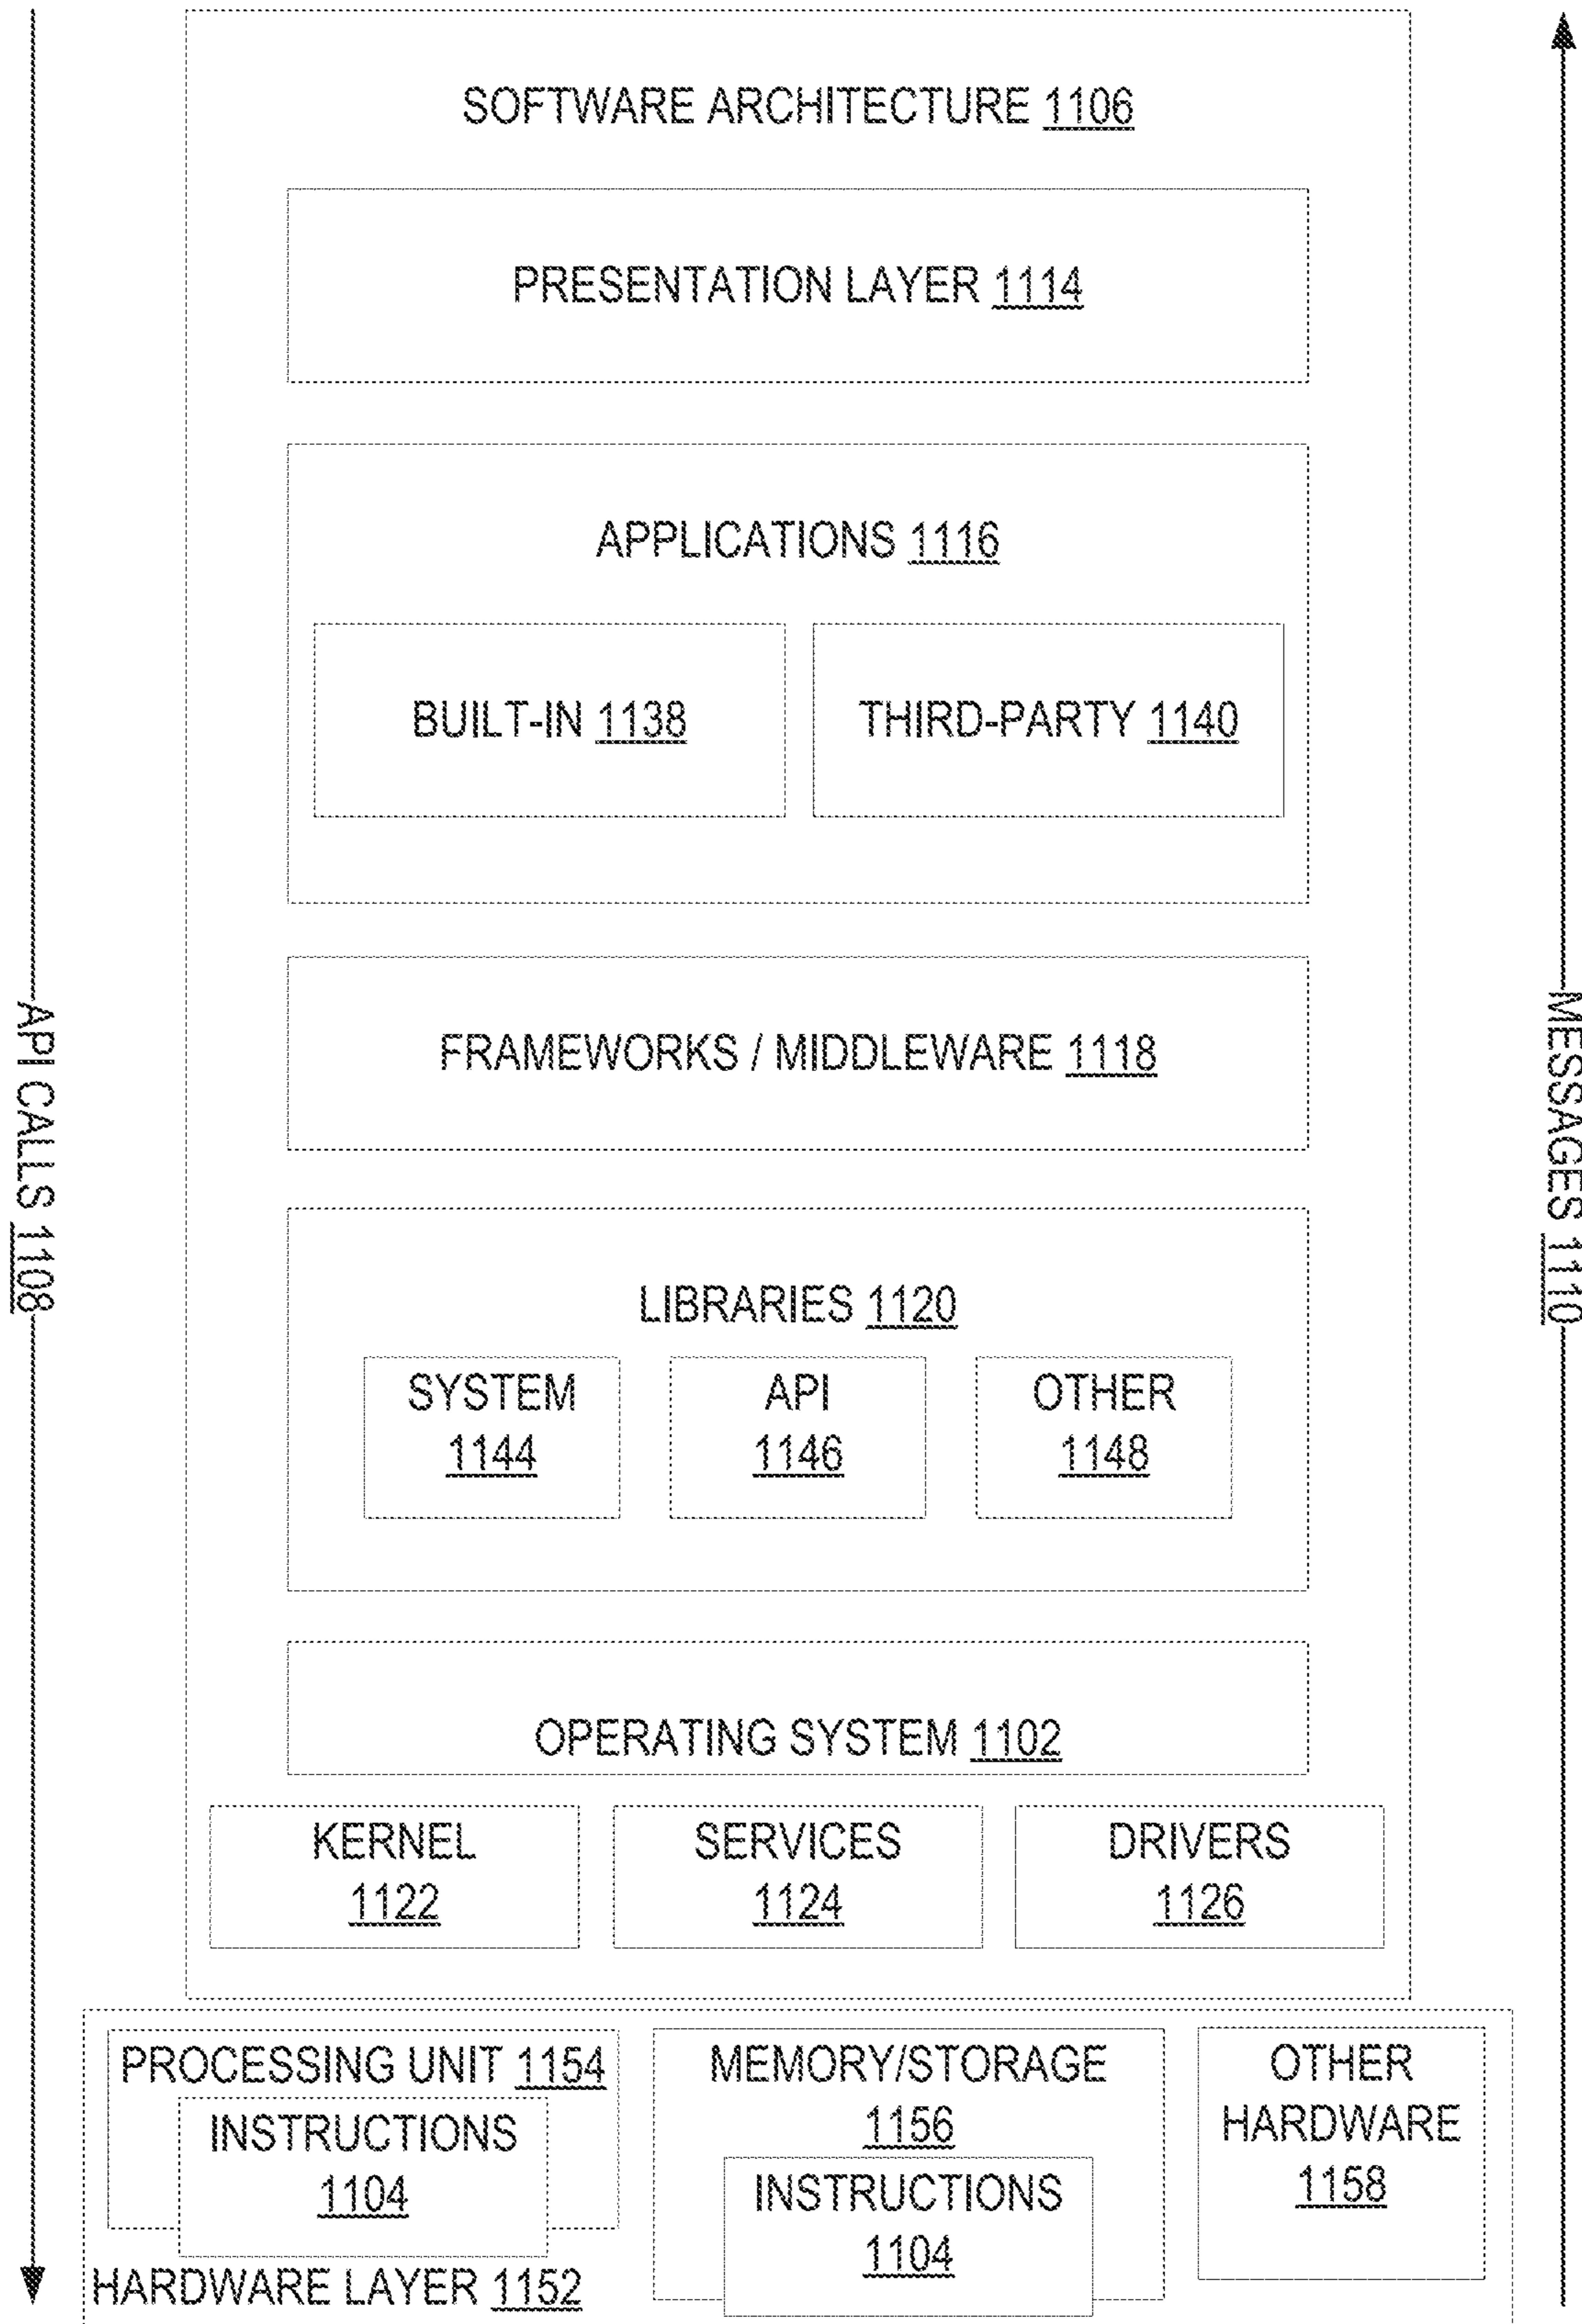 SOFTWARE ARCHITECTURE 1106
PRESENTATION LAYER 1114
APPLICATIONS 1116
BUILT-IN 1138
THIRD-PARTY 1140
FRAMEWORKS / MIDDLEWARE 1118
LIBRARIES 1120
SYSTEM
1144
API
1146
OTHER
1148
OPERATING SYSTEM 1102
KERNEL
1122
SERVICES
1124
DRIVERS
1126
PROCESSING UNIT 1154
INSTRUCTIONS
1104
MEMORY/STORAGE
1156
INSTRUCTIONS
1104
OTHER
HARDWARE
1158
HARDWARE LAYER 1152
API CALLS 1108
MESSAGES 1110